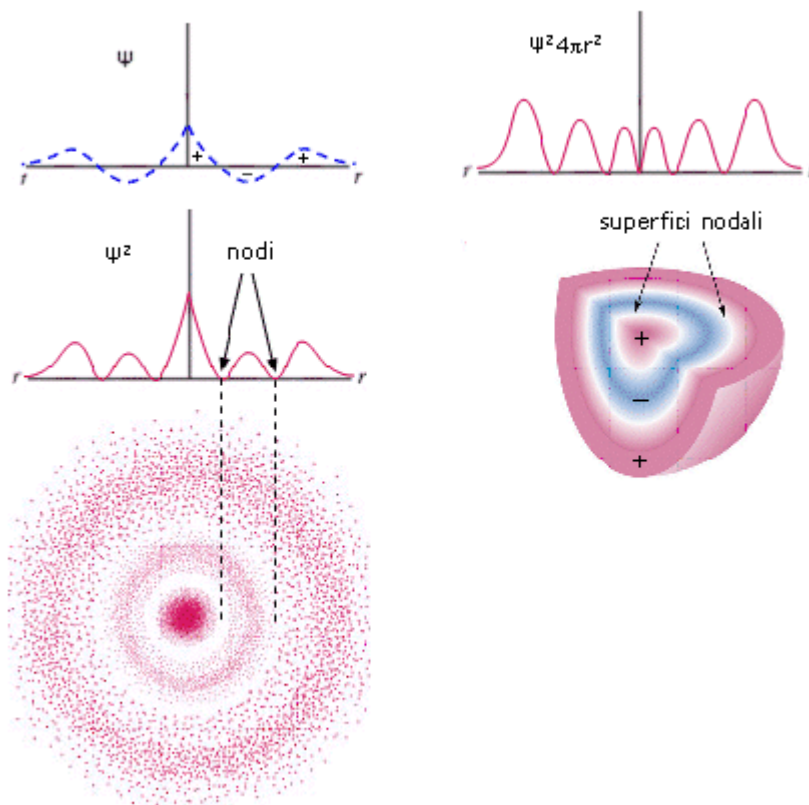 Ψ
+
−
+
r
r
Ψ²4πr²
r
Ψ²
nodi
r
r
superfici nodali
+
−
+